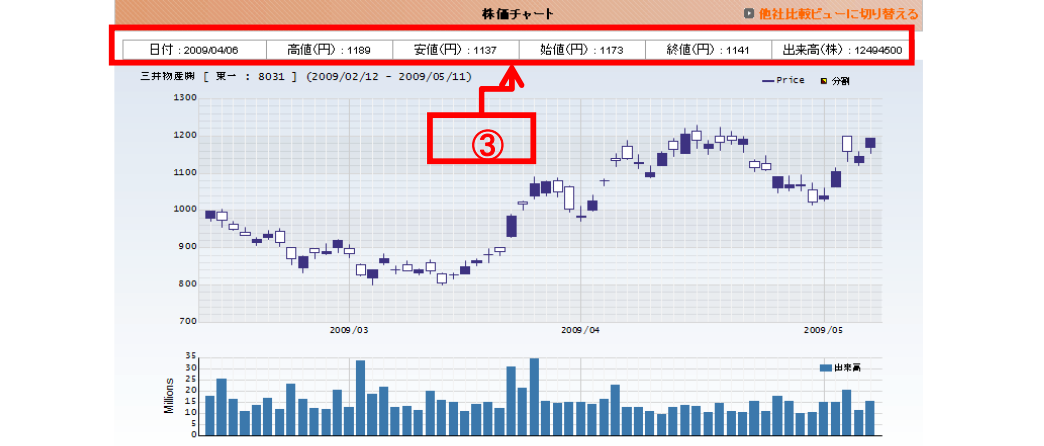 株価チャート
他社比較ビューに切り替える
日付 : 2009/04/06 高値(円) : 1189 安値(円) : 1137 始値(円) : 1173 終値(円) : 1141 出来高(株) : 12494500
三井物産㈱ [ 東一 : 8031 ] (2009/02/12 - 2009/05/11)
Price 分割
1300
1200
③
1100
1000
900
800
700
2009/03 2009/04 2009/05
35
出来高
30
25
20
15
10
5
0
Millions